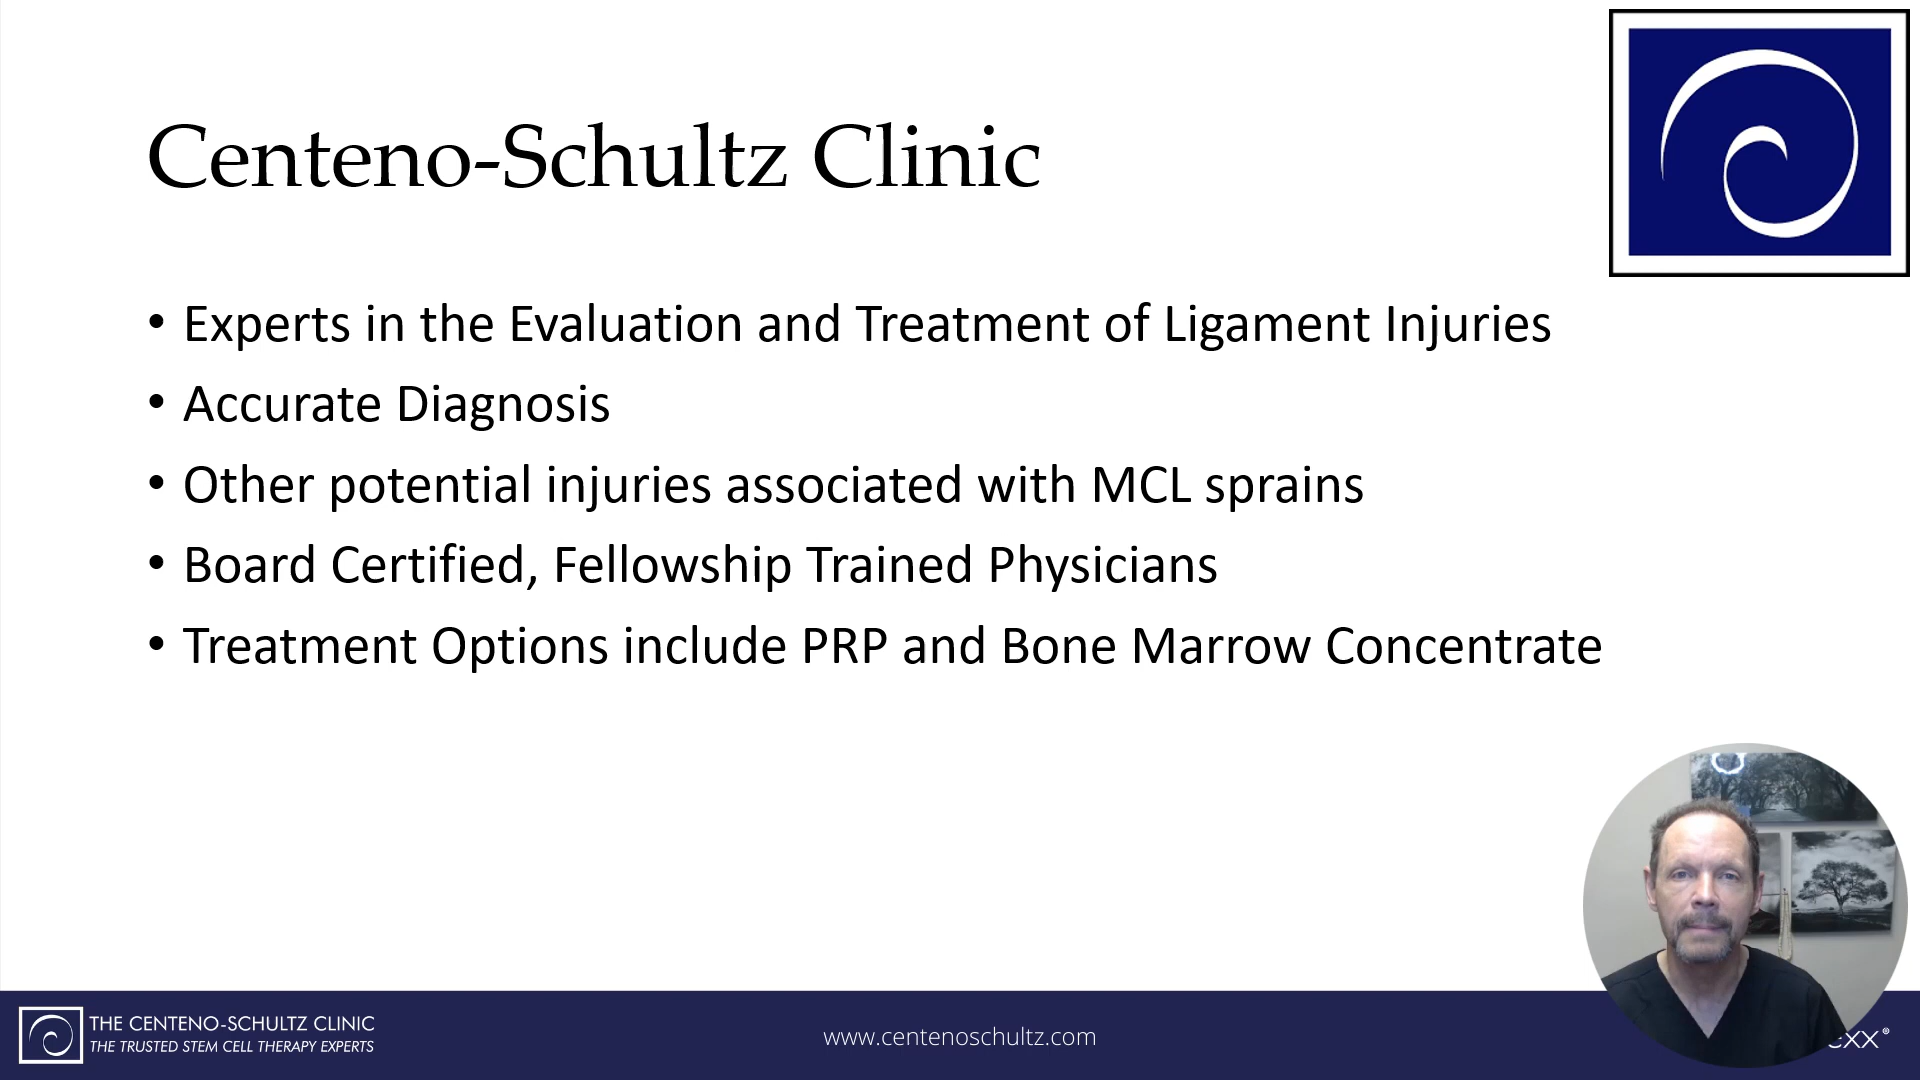 Centeno-Schultz Clinic
• Experts in the Evaluation and Treatment of Ligament Injuries
• Accurate Diagnosis
• Other potential injuries associated with MCL sprains
• Board Certified, Fellowship Trained Physicians
• Treatment Options include PRP and Bone Marrow Concentrate
THE CENTENO-SCHULTZ CLINIC
THE TRUSTED STEM CELL THERAPY EXPERTS
www.centenoschultz.com